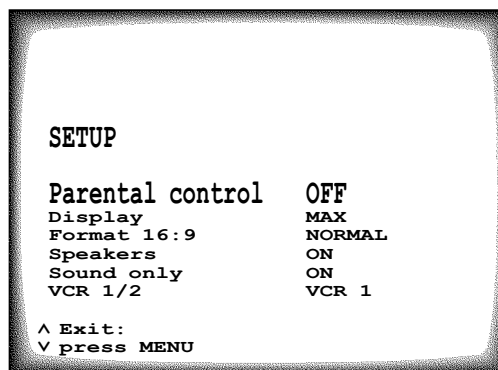 SETUP
Parental control OFF
Display MAX
Format 16:9 NORMAL
Speakers ON
Sound only ON
VCR 1/2 VCR 1
∧ Exit:
∨ press MENU